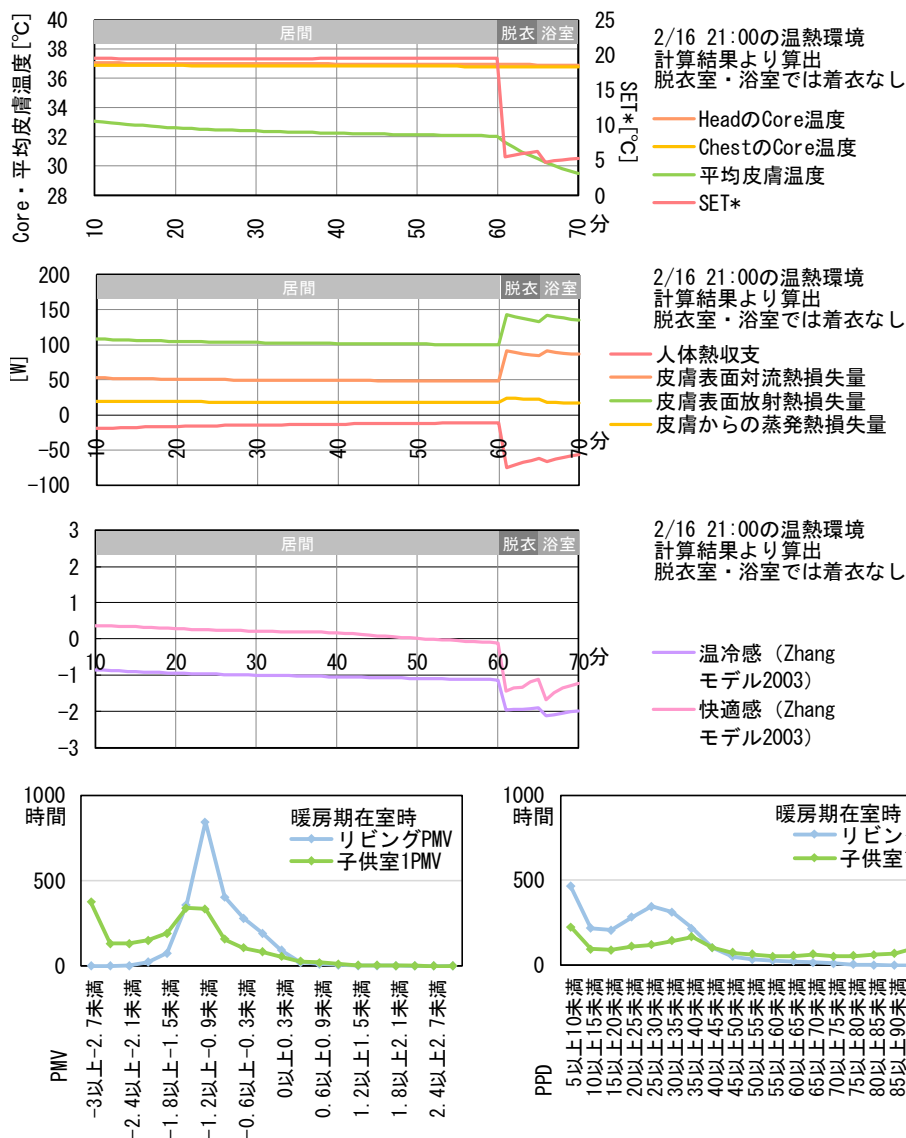 40
38
36
34
32
30
28
Core・平均皮膚温度[℃]
居間
脱衣
浴室
25
20
15
10
5
0
SET*[℃]
10
20
30
40
50
60
70分
2/16 21:00の温熱環境
計算結果より算出
脱衣室・浴室では着衣なし
HeadのCore温度
ChestのCore温度
平均皮膚温度
SET*
200
150
100
50
0
-50
-100
[W]
居間
脱衣
浴室
10
20
30
40
50
60
70分
2/16 21:00の温熱環境
計算結果より算出
脱衣室・浴室では着衣なし
人体熱収支
皮膚表面対流熱損失量
皮膚表面放射熱損失量
皮膚からの蒸発熱損失量
3
2
1
0
-1
-2
-3
居間
脱衣
浴室
10
20
30
40
50
60
70分
2/16 21:00の温熱環境
計算結果より算出
脱衣室・浴室では着衣なし
温冷感（Zhang
モデル2003）
快適感（Zhang
モデル2003）
1000
時間
500
0
暖房期在室時
リビングPMV
子供室1PMV
PMV
-3以上-2.7未満
-2.4以上-2.1未満
-1.8以上-1.5未満
-1.2以上-0.9未満
-0.6以上-0.3未満
0以上0.3未満
0.6以上0.9未満
1.2以上1.5未満
1.8以上2.1未満
2.4以上2.7未満
1000
時間
500
0
暖房期在室時
リビン
子供室1
PPD
5以上10未満
10以上15未満
15以上20未満
20以上25未満
25以上30未満
30以上35未満
35以上40未満
40以上45未満
45以上50未満
50以上55未満
55以上60未満
60以上65未満
65以上70未満
70以上75未満
75以上80未満
80以上85未満
85以上90未満